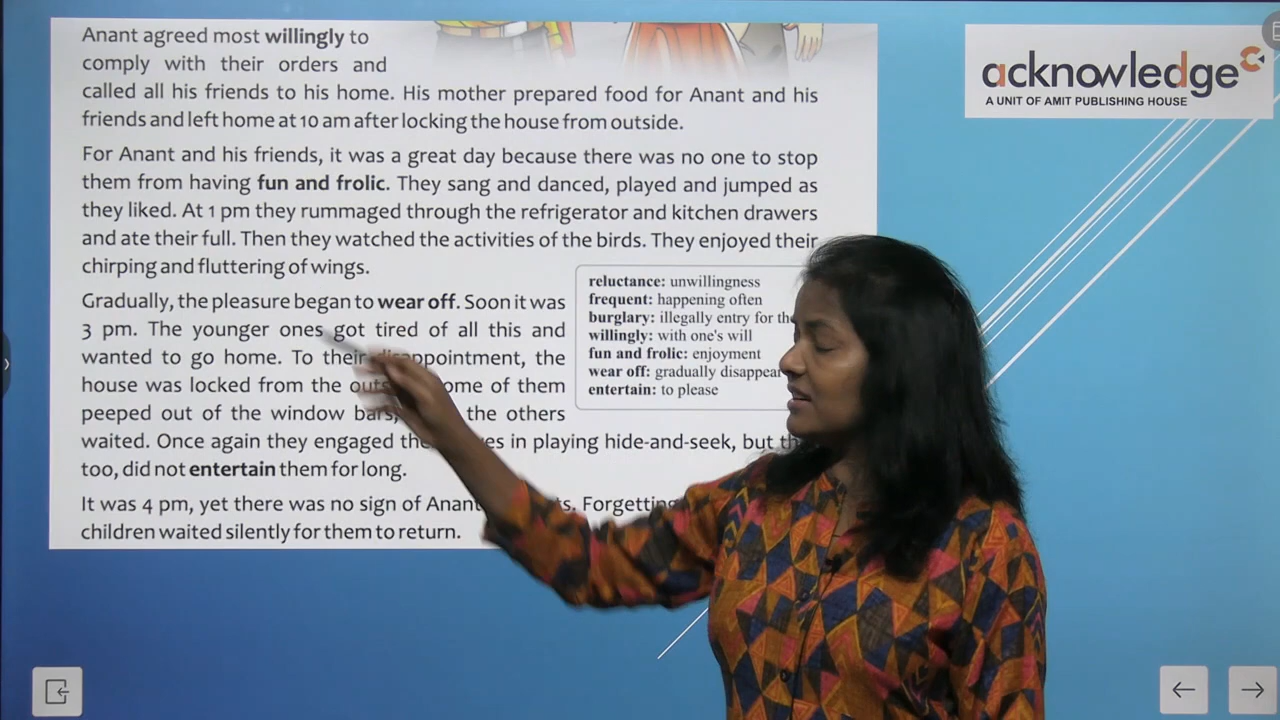 Anant agreed most willingly to
comply with their orders and
called all his friends to his home. His mother prepared food for Anant and his
friends and left home at 10 am after locking the house from outside.
For Anant and his friends, it was a great day because there was no one to stop
them from having fun and frolic. They sang and danced, played and jumped as
they liked. At 1 pm they rummaged through the refrigerator and kitchen drawers
and ate their full. Then they watched the activities of the birds. They enjoyed their
chirping and fluttering of wings.
Gradually, the pleasure began to wear off. Soon it was
3 pm. The younger ones got tired of all this and
wanted to go home. To their disappointment, the
house was locked from the some of them
peeped out of the window bars, the others
waited. Once again they engaged in playing hide-and-seek, but
too, did not entertain them for long.
It was 4 pm, yet there was no sign of Forgetting
children waited silently for them to return.
reluctance: unwillingness
frequent: happening often
burglary: illegally entry for
willingly: with one's will
fun and frolic: enjoyment
wear off: gradually disappear
entertain: to please
acknowledge
A UNIT OF AMIT PUBLISHING HOUSE